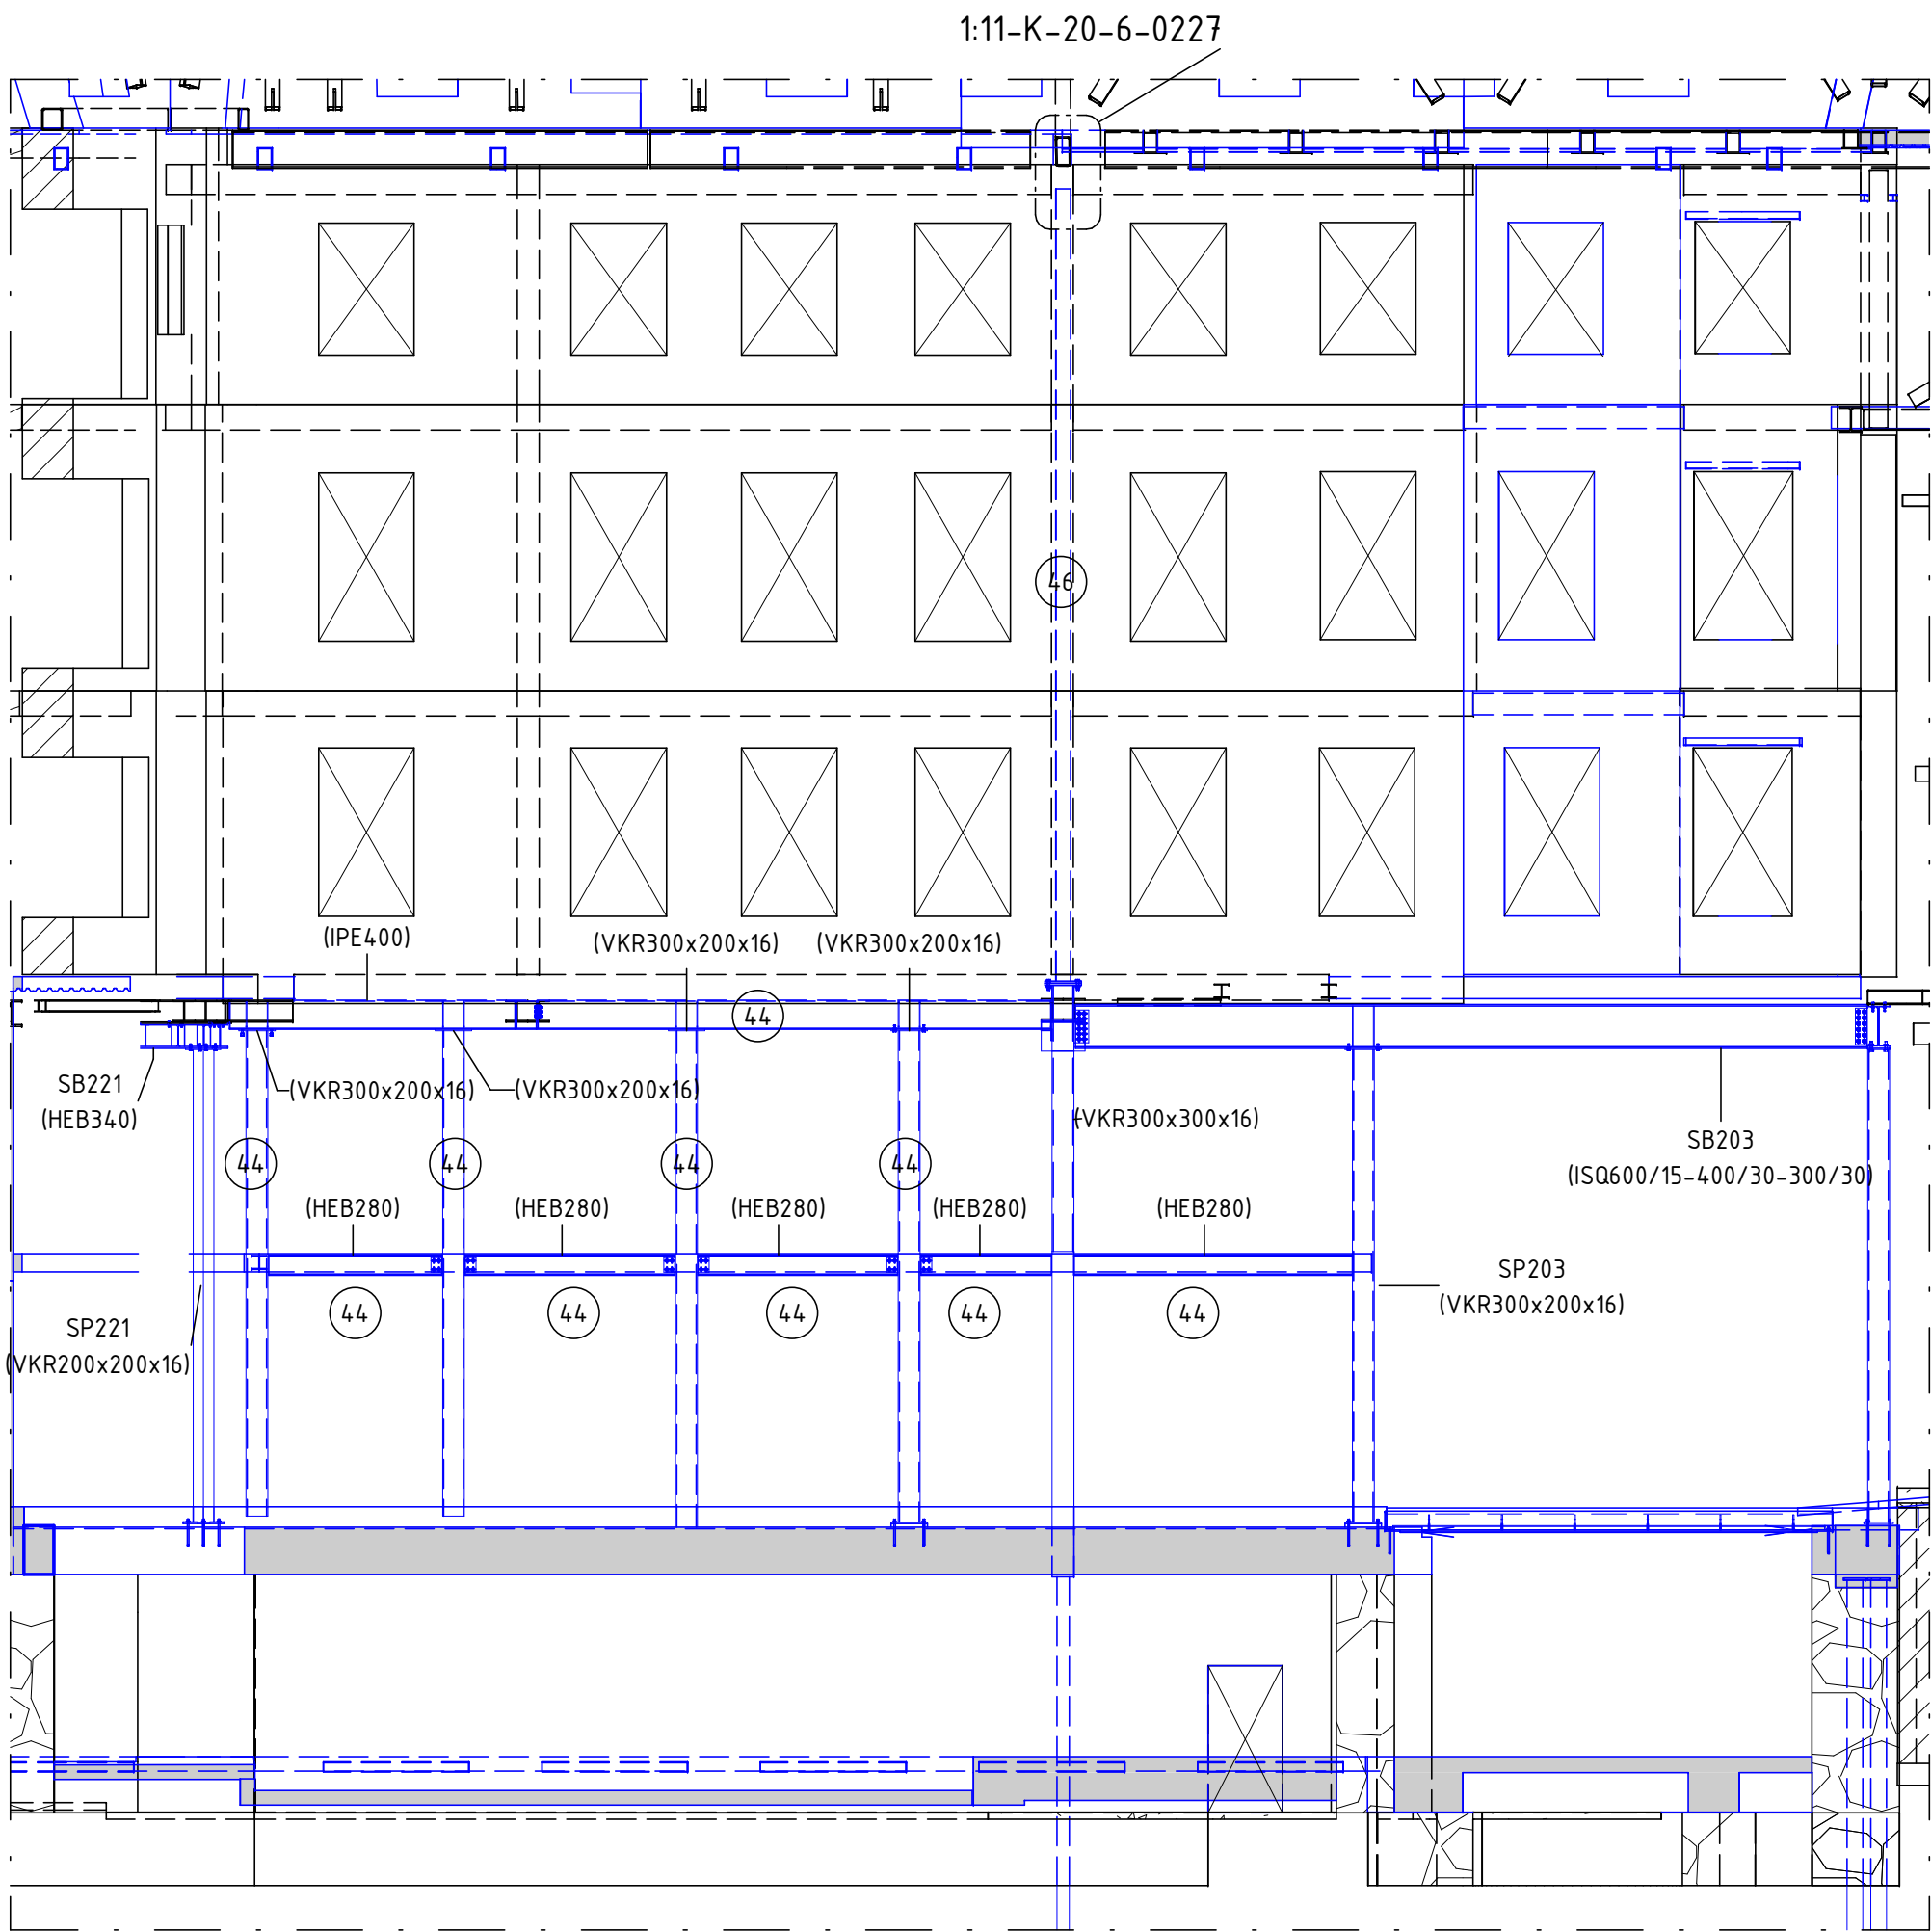 1:11-K-20-6-0227
46
(IPE400)
(VKR300x200x16)
(VKR300x200x16)
44
SB221
(HEB340)
(VKR300x200x16)
(VKR300x200x16)
(VKR300x300x16)
SB203
(ISQ600/15-400/30-300/30)
44
44
44
44
(HEB280)
(HEB280)
(HEB280)
(HEB280)
(HEB280)
SP203
(VKR300x200x16)
44
44
44
44
44
SP221
(VKR200x200x16)